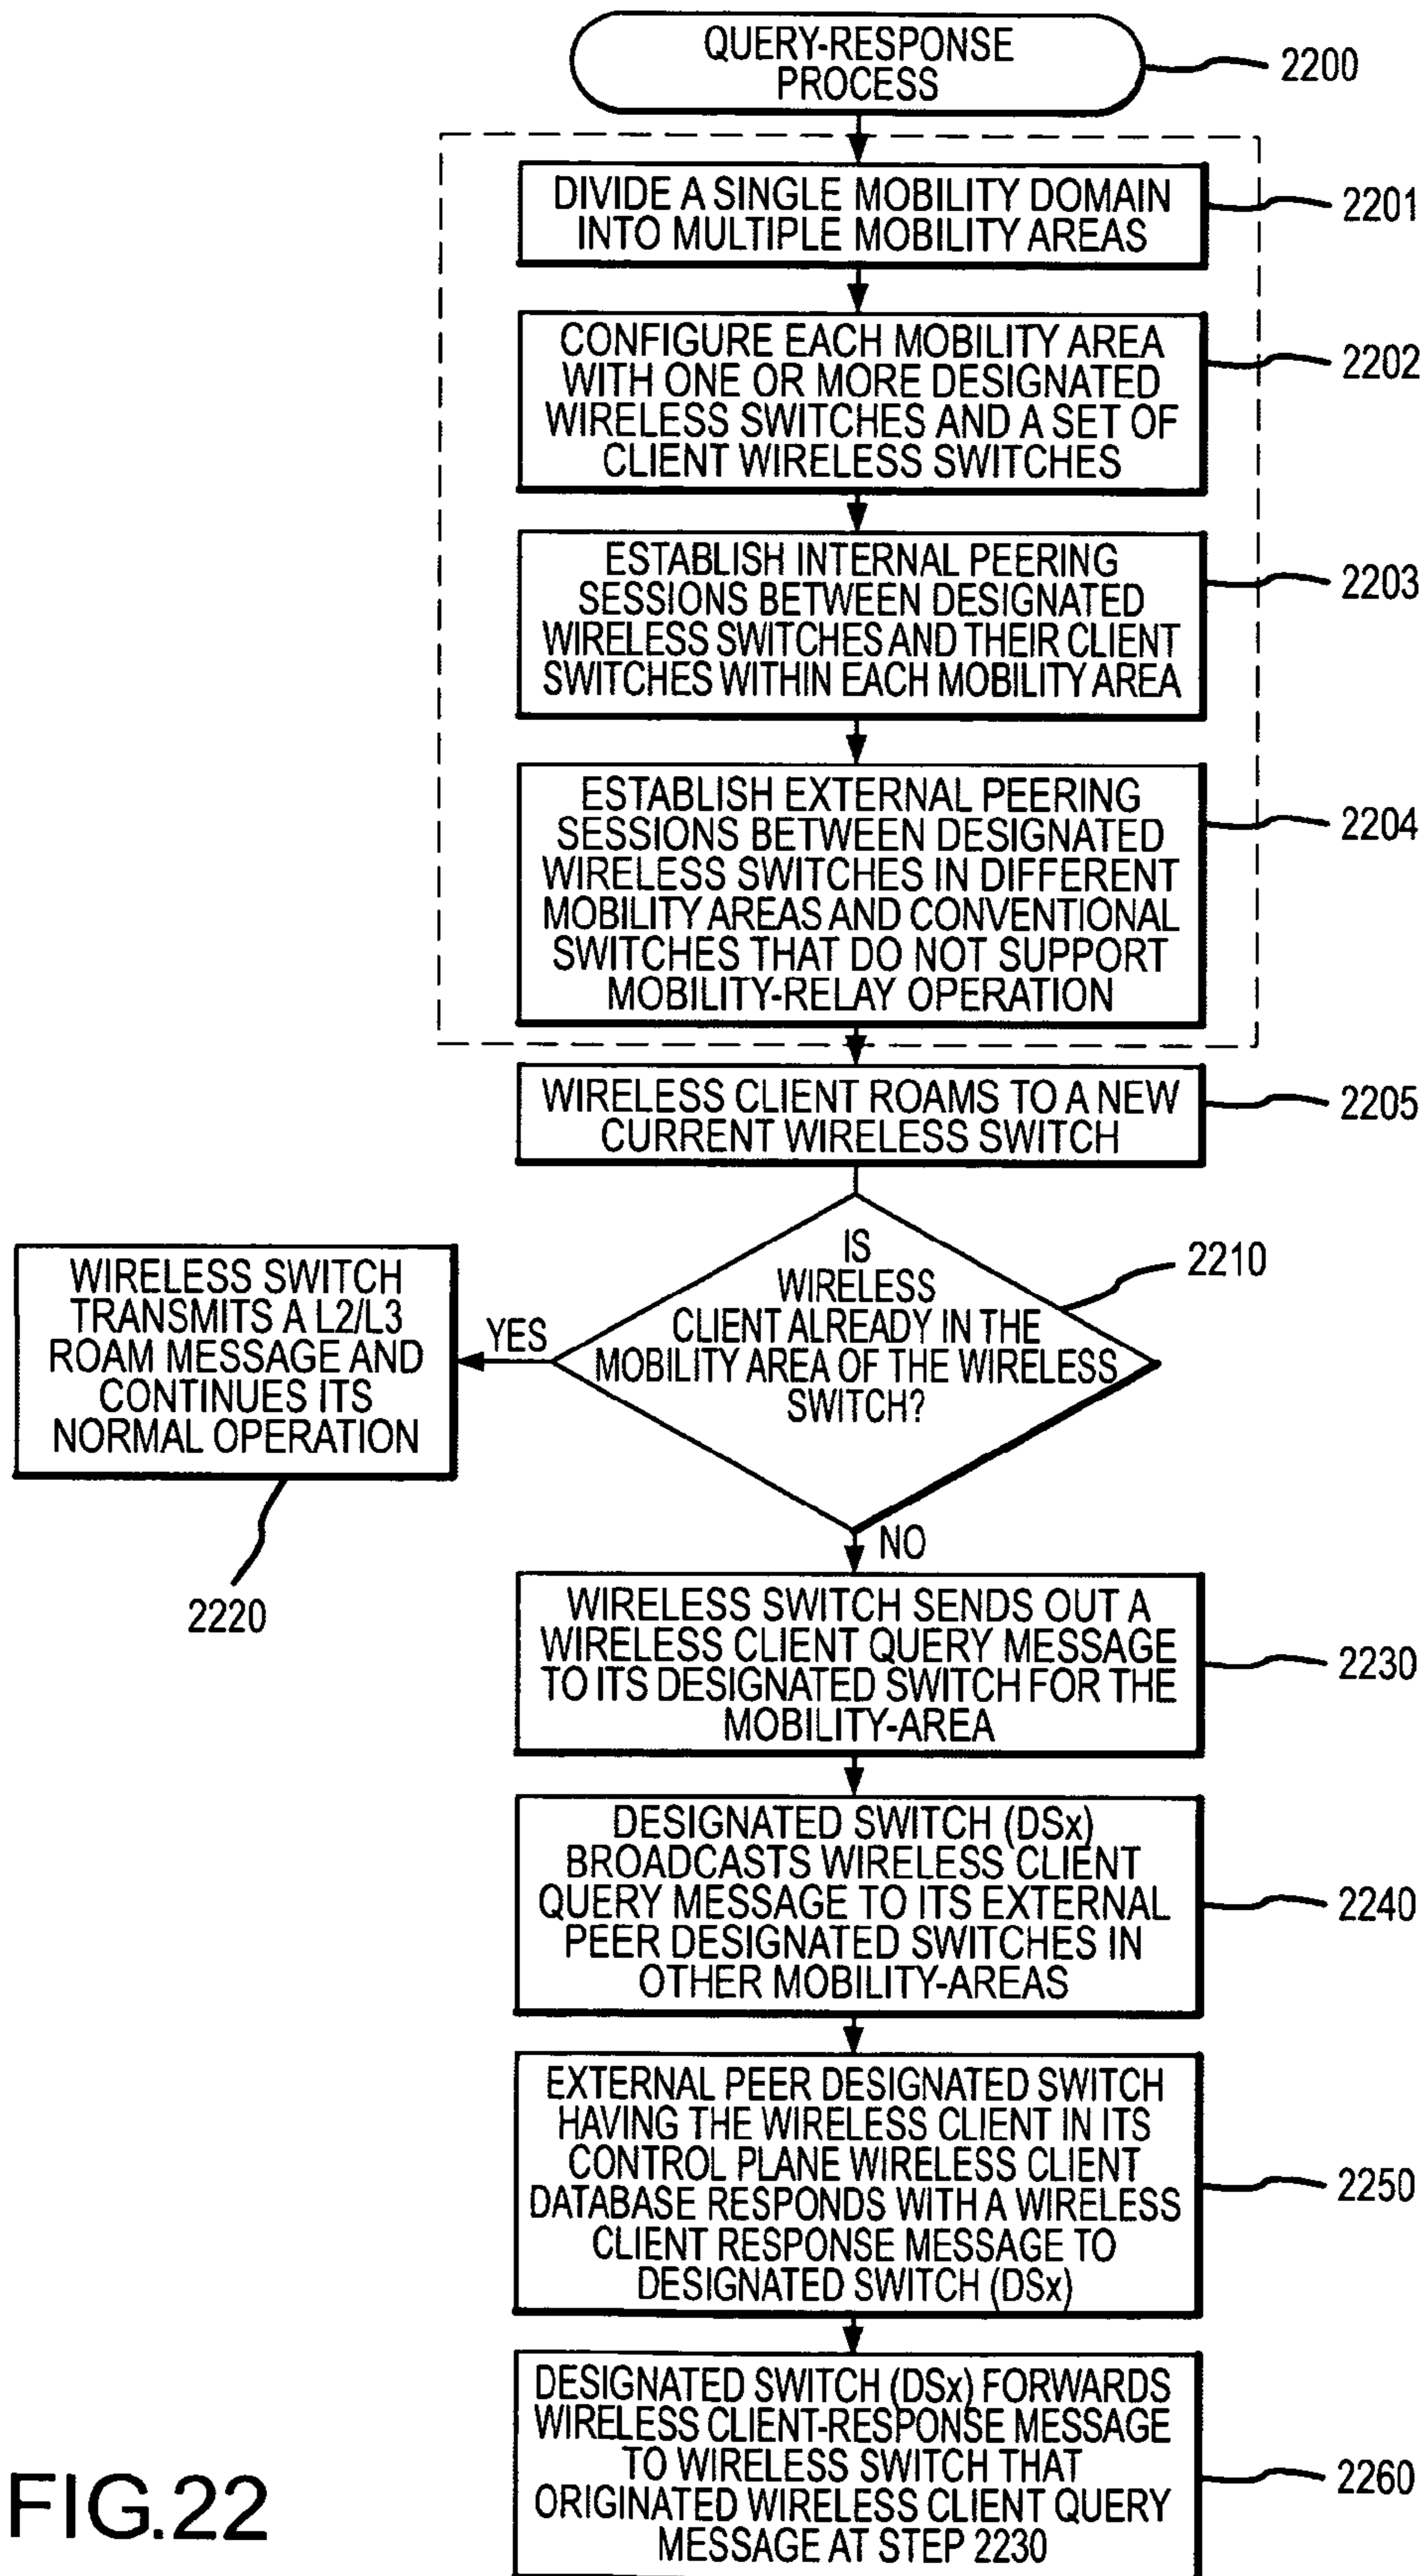 QUERY-RESPONSE
PROCESS
2200
DIVIDE A SINGLE MOBILITY DOMAIN
INTO MULTIPLE MOBILITY AREAS
2201
CONFIGURE EACH MOBILITY AREA
WITH ONE OR MORE DESIGNATED
WIRELESS SWITCHES AND A SET OF
CLIENT WIRELESS SWITCHES
2202
ESTABLISH INTERNAL PEERING
SESSIONS BETWEEN DESIGNATED
WIRELESS SWITCHES AND THEIR CLIENT
SWITCHES WITHIN EACH MOBILITY AREA
2203
ESTABLISH EXTERNAL PEERING
SESSIONS BETWEEN DESIGNATED
WIRELESS SWITCHES IN DIFFERENT
MOBILITY AREAS AND CONVENTIONAL
SWITCHES THAT DO NOT SUPPORT
MOBILITY-RELAY OPERATION
2204
WIRELESS CLIENT ROAMS TO A NEW
CURRENT WIRELESS SWITCH
2205
IS
WIRELESS
CLIENT ALREADY IN THE
MOBILITY AREA OF THE WIRELESS
SWITCH?
2210
YES
WIRELESS SWITCH
TRANSMITS A L2/L3
ROAM MESSAGE AND
CONTINUES ITS
NORMAL OPERATION
2220
NO
WIRELESS SWITCH SENDS OUT A
WIRELESS CLIENT QUERY MESSAGE
TO ITS DESIGNATED SWITCH FOR THE
MOBILITY-AREA
2230
DESIGNATED SWITCH (DSx)
BROADCASTS WIRELESS CLIENT
QUERY MESSAGE TO ITS EXTERNAL
PEER DESIGNATED SWITCHES IN
OTHER MOBILITY-AREAS
2240
EXTERNAL PEER DESIGNATED SWITCH
HAVING THE WIRELESS CLIENT IN ITS
CONTROL PLANE WIRELESS CLIENT
DATABASE RESPONDS WITH A WIRELESS
CLIENT RESPONSE MESSAGE TO
DESIGNATED SWITCH (DSx)
2250
DESIGNATED SWITCH (DSx) FORWARDS
WIRELESS CLIENT-RESPONSE MESSAGE
TO WIRELESS SWITCH THAT
ORIGINATED WIRELESS CLIENT QUERY
MESSAGE AT STEP 2230
2260
FIG.22